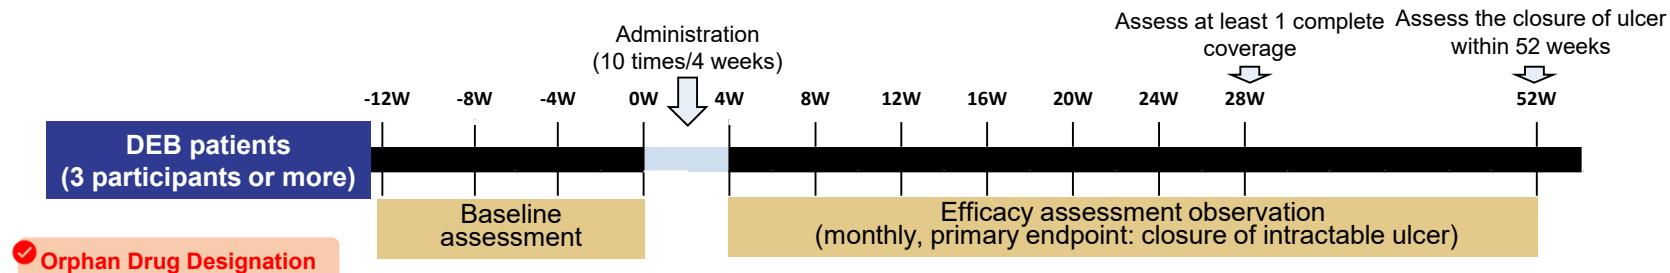 Administration
(10 times/4 weeks)
Assess at least 1 complete
coverage
Assess the closure of ulcer
within 52 weeks
-12W -8W -4W 0W 4W 8W 12W 16W 20W 24W 28W 52W
DEB patients
(3 participants or more)
Baseline
assessment
Efficacy assessment observation
(monthly, primary endpoint: closure of intractable ulcer)
Orphan Drug Designation